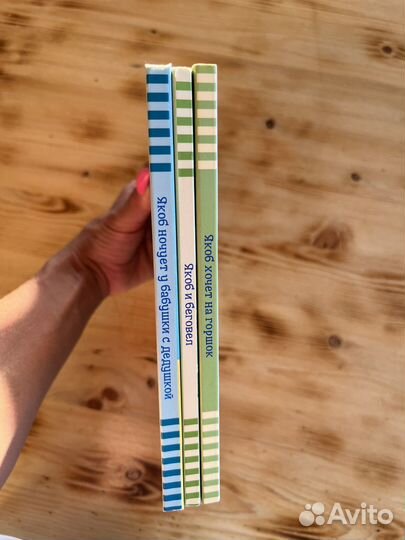 Якоб ночует у бабушки с дедушкой
Якоб и беговел
Якоб хочет на горшок
Avito